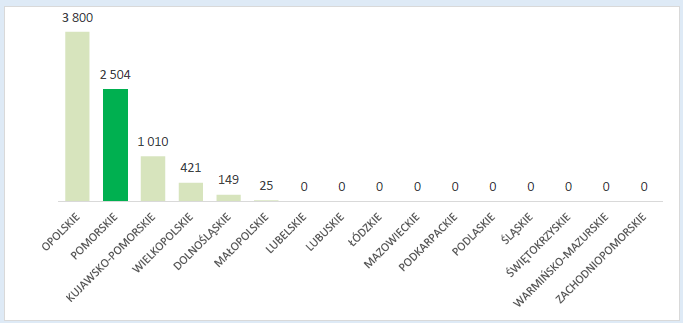 3 800
2 504
1 010
421
149
25
0
0
0
0
0
0
0
0
0
0
OPOLSKIE
POMORSKIE
KUJAWSKO-POMORSKIE
WIELKOPOLSKIE
DOLNOŚLĄSKIE
MAŁOPOLSKIE
LUBELSKIE
LUBUSKIE
ŁÓDZKIE
MAZOWIECKIE
PODKARPACKIE
PODLASKIE
ŚLĄSKIE
ŚWIĘTOKRZYSKIE
WARMIŃSKO-MAZURSKIE
ZACHODNIOPOMORSKIE